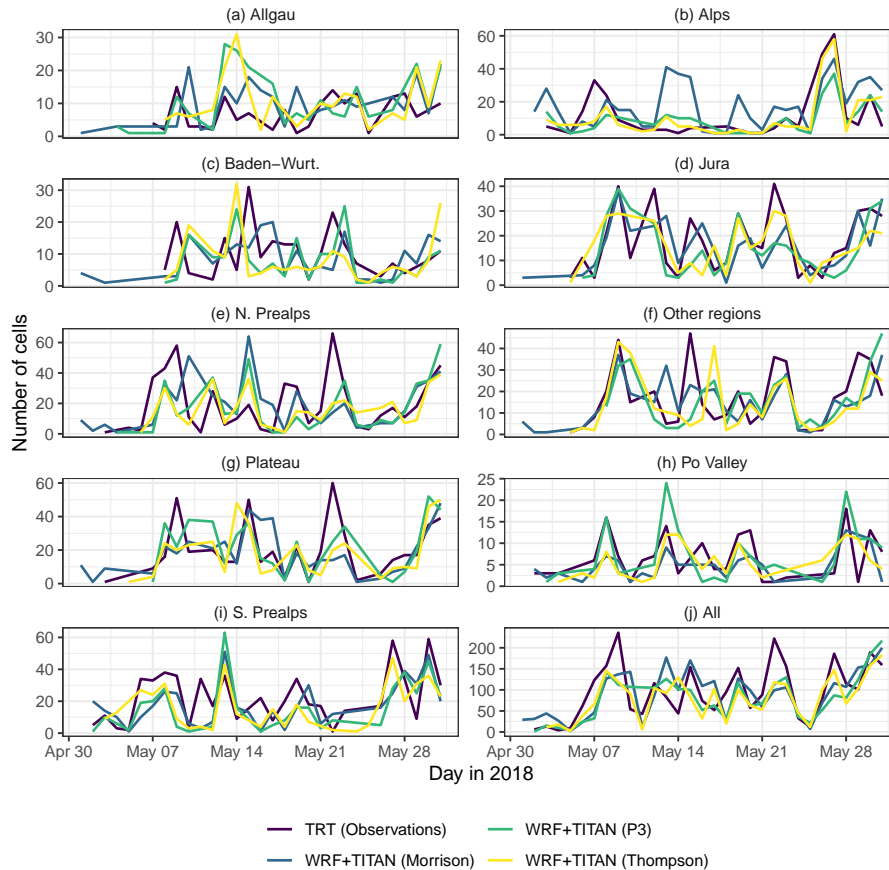 (a) Allgau
(b) Alps
30
20
10
0
60
40
20
0
(c) Baden−Wurt.
(d) Jura
30
20
10
0
40
30
20
10
0
(e) N. Prealps
(f) Other regions
60
40
20
0
40
30
20
10
0
(g) Plateau
(h) Po Valley
60
40
20
0
25
20
15
10
5
0
(i) S. Prealps
(j) All
60
40
20
0
200
150
100
50
0
Number of cells
Apr 30 May 07 May 14 May 21 May 28
Apr 30 May 07 May 14 May 21 May 28
Day in 2018
TRT (Observations)
WRF+TITAN (P3)
WRF+TITAN (Morrison)
WRF+TITAN (Thompson)